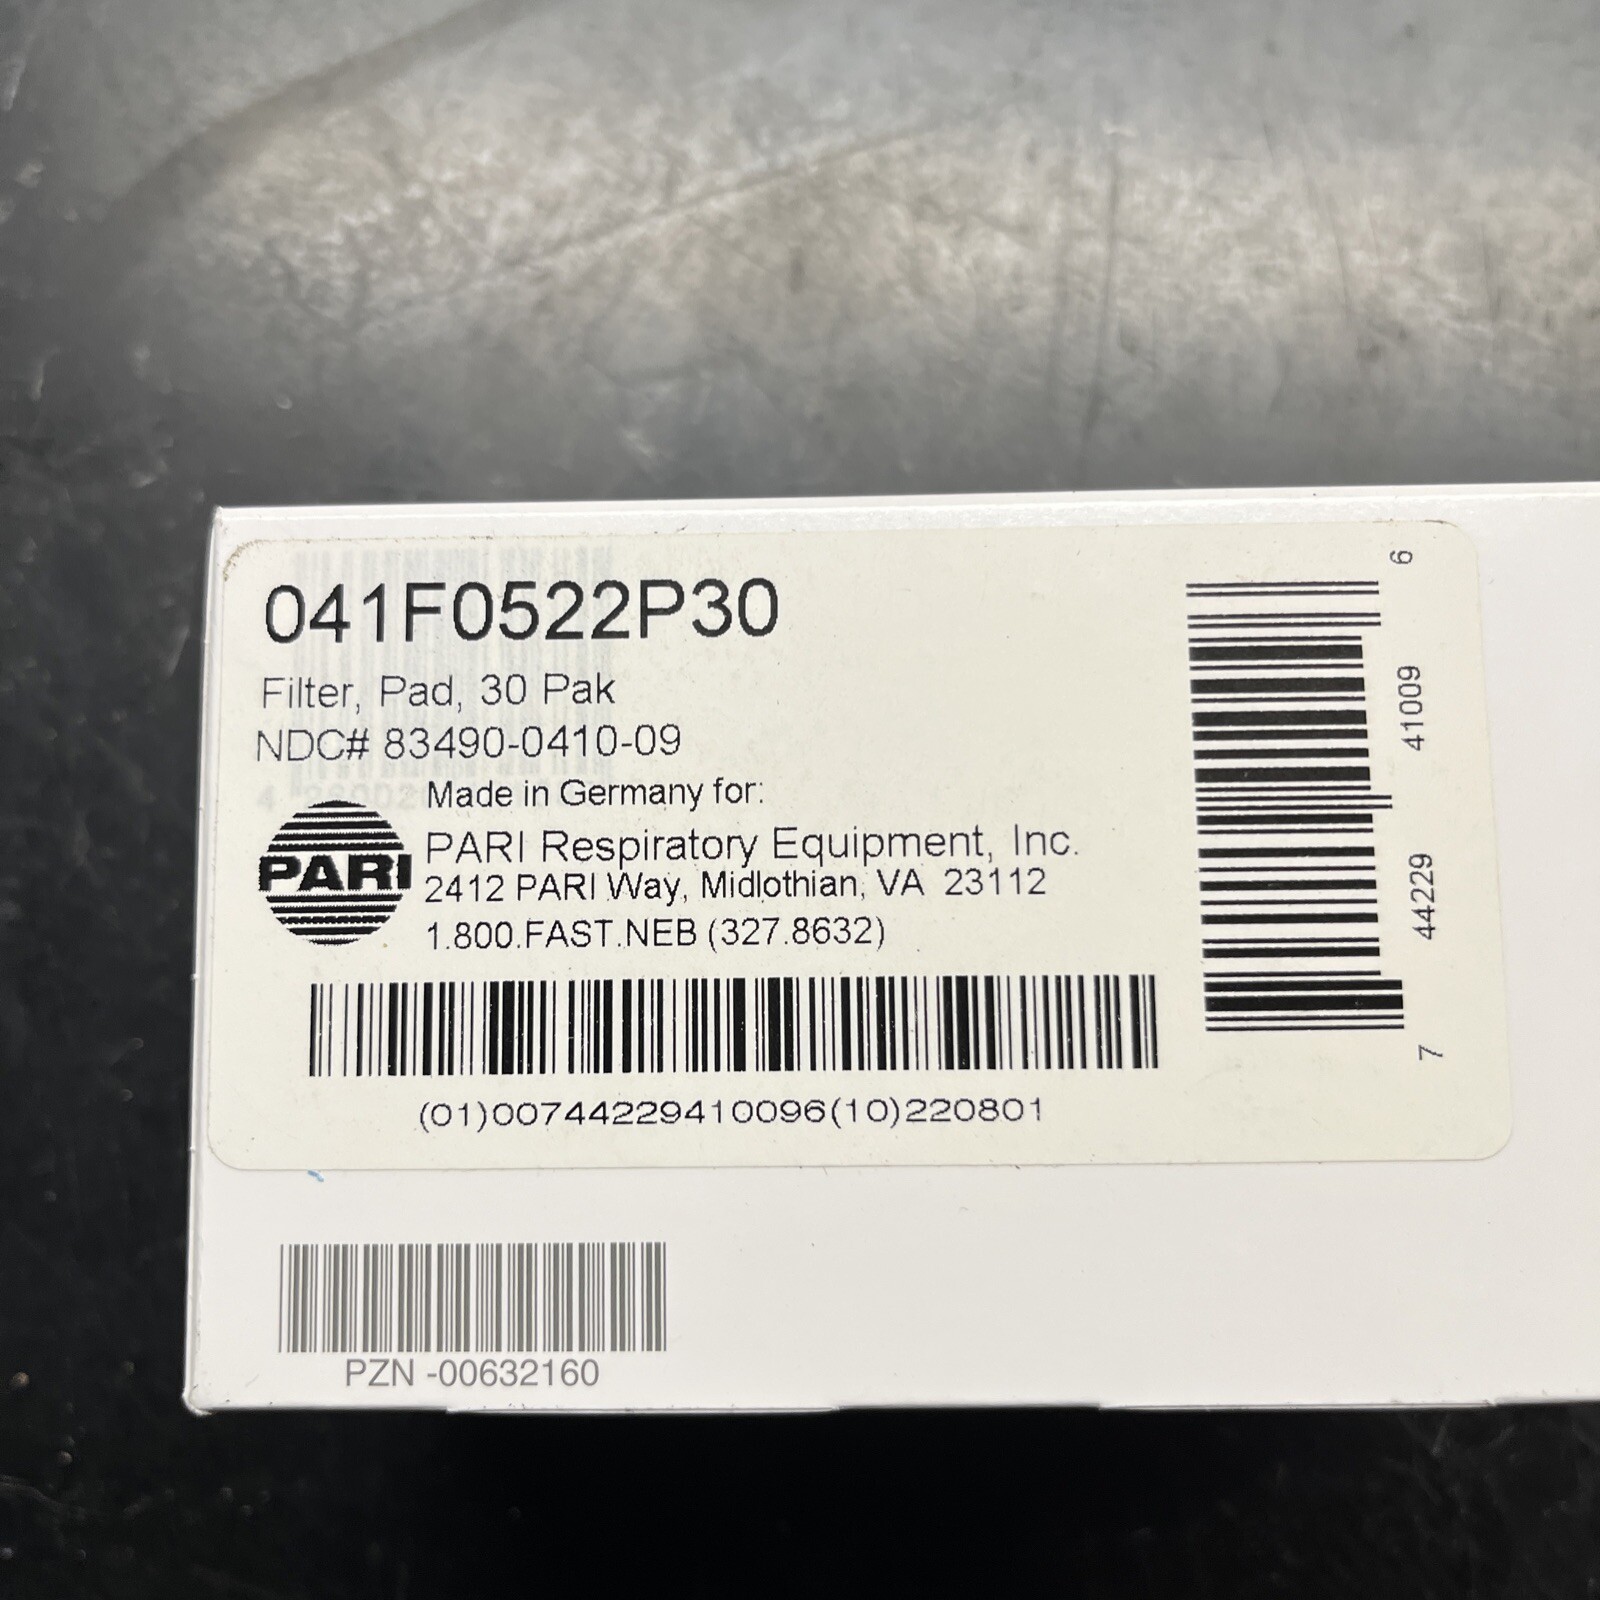 041F0522P30
Filter, Pad, 30 Pak
NDC# 83490-0410-09
Made in Germany for:
PARI
PARI Respiratory Equipment, Inc.
2412 PARI Way, Midlothian, VA 23112
1.800.FAST.NEB (327.8632)
(01)00744229410096(10)220801
7 44229 41009 6
PZN -00632160